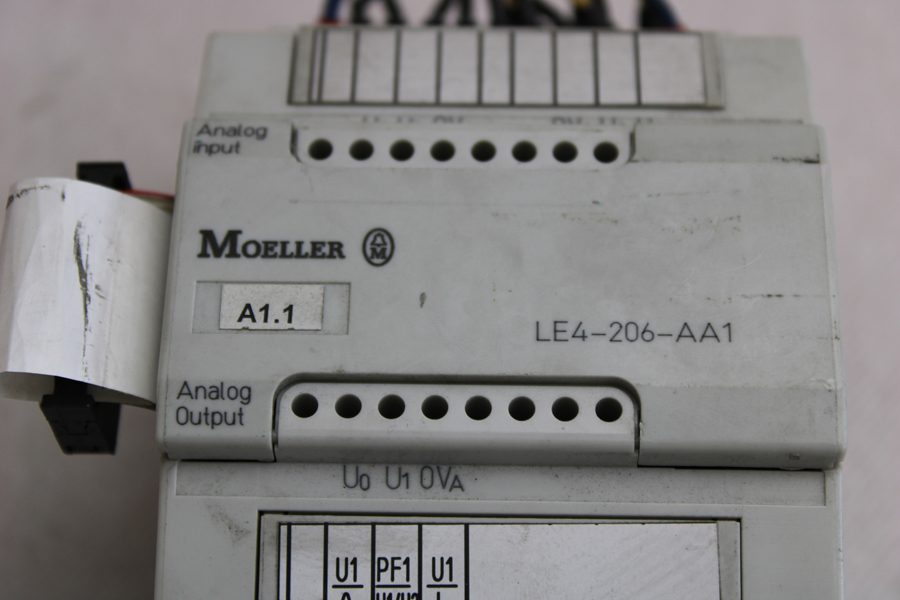 Analog
input
MOELLER
M
A1.1
LE4-206-AA1
Analog
Output
U0 U1 0VA
U1 PF1 U1